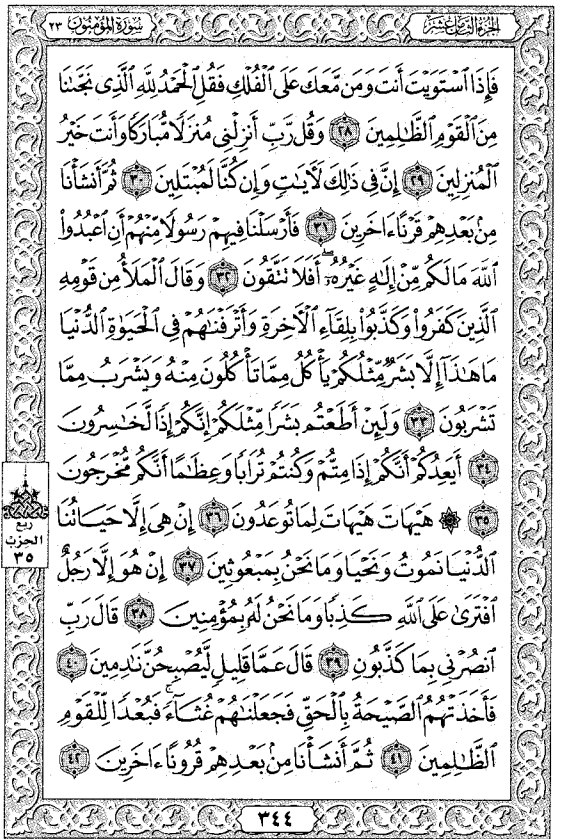 الجزء الثامن عشر
سورة المؤمنون ٢٣
فَإِذَا ٱسْتَوَيْتَ أَنتَ وَمَن مَّعَكَ عَلَى ٱلْفُلْكِ فَقُلِ ٱلْحَمْدُ لِلَّهِ ٱلَّذِى نَجَّىٰنَا
مِنَ ٱلْقَوْمِ ٱلظَّٰلِمِينَ ٢٨ وَقُل رَّبِّ أَنزِلْنِى مُنزَلًا مُّبَارَكًا وَأَنتَ خَيْرُ
ٱلْمُنزِلِينَ ٢٩ إِنَّ فِى ذَٰلِكَ لَءَايَٰتٍ وَإِن كُنَّا لَمُبْتَلِينَ ٣٠ ثُمَّ أَنشَأْنَا
مِنۢ بَعْدِهِمْ قَرْنًا ءَاخَرِينَ ٣١ فَأَرْسَلْنَا فِيهِمْ رَسُولًا مِّنْهُمْ أَنِ ٱعْبُدُوا۟
ٱللَّهَ مَا لَكُم مِّنْ إِلَٰهٍ غَيْرُهُۥٓ أَفَلَا تَتَّقُونَ ٣٢ وَقَالَ ٱلْمَلَأُ مِن قَوْمِهِ
ٱلَّذِينَ كَفَرُوا۟ وَكَذَّبُوا۟ بِلِقَآءِ ٱلْءَاخِرَةِ وَأَتْرَفْنَٰهُمْ فِى ٱلْحَيَوٰةِ ٱلدُّنْيَا
مَا هَٰذَآ إِلَّا بَشَرٌ مِّثْلُكُمْ يَأْكُلُ مِمَّا تَأْكُلُونَ مِنْهُ وَيَشْرَبُ مِمَّا
تَشْرَبُونَ ٣٣ وَلَئِنْ أَطَعْتُم بَشَرًا مِّثْلَكُمْ إِنَّكُمْ إِذًا لَّخَٰسِرُونَ
٣٤ أَيَعِدُكُمْ أَنَّكُمْ إِذَا مِتُّمْ وَكُنتُمْ تُرَابًا وَعِظَٰمًا أَنَّكُم مُّخْرَجُونَ
٣٥ ۞ هَيْهَاتَ هَيْهَاتَ لِمَا تُوعَدُونَ ٣٦ إِنْ هِىَ إِلَّا حَيَاتُنَا
ٱلدُّنْيَا نَمُوتُ وَنَحْيَا وَمَا نَحْنُ بِمَبْعُوثِينَ ٣٧ إِنْ هُوَ إِلَّا رَجُلٌ
ٱفْتَرَىٰ عَلَى ٱللَّهِ كَذِبًا وَمَا نَحْنُ لَهُۥ بِمُؤْمِنِينَ ٣٨ قَالَ رَبِّ
ٱنصُرْنِى بِمَا كَذَّبُونِ ٣٩ قَالَ عَمَّا قَلِيلٍ لَّيُصْبِحُنَّ نَٰدِمِينَ ٤٠
فَأَخَذَتْهُمُ ٱلصَّيْحَةُ بِٱلْحَقِّ فَجَعَلْنَٰهُمْ غُثَآءً فَبُعْدًا لِّلْقَوْمِ
ٱلظَّٰلِمِينَ ٤١ ثُمَّ أَنشَأْنَا مِنۢ بَعْدِهِمْ قُرُونًا ءَاخَرِينَ ٤٢
ربع
الحزب
٣٥
٣٤٤